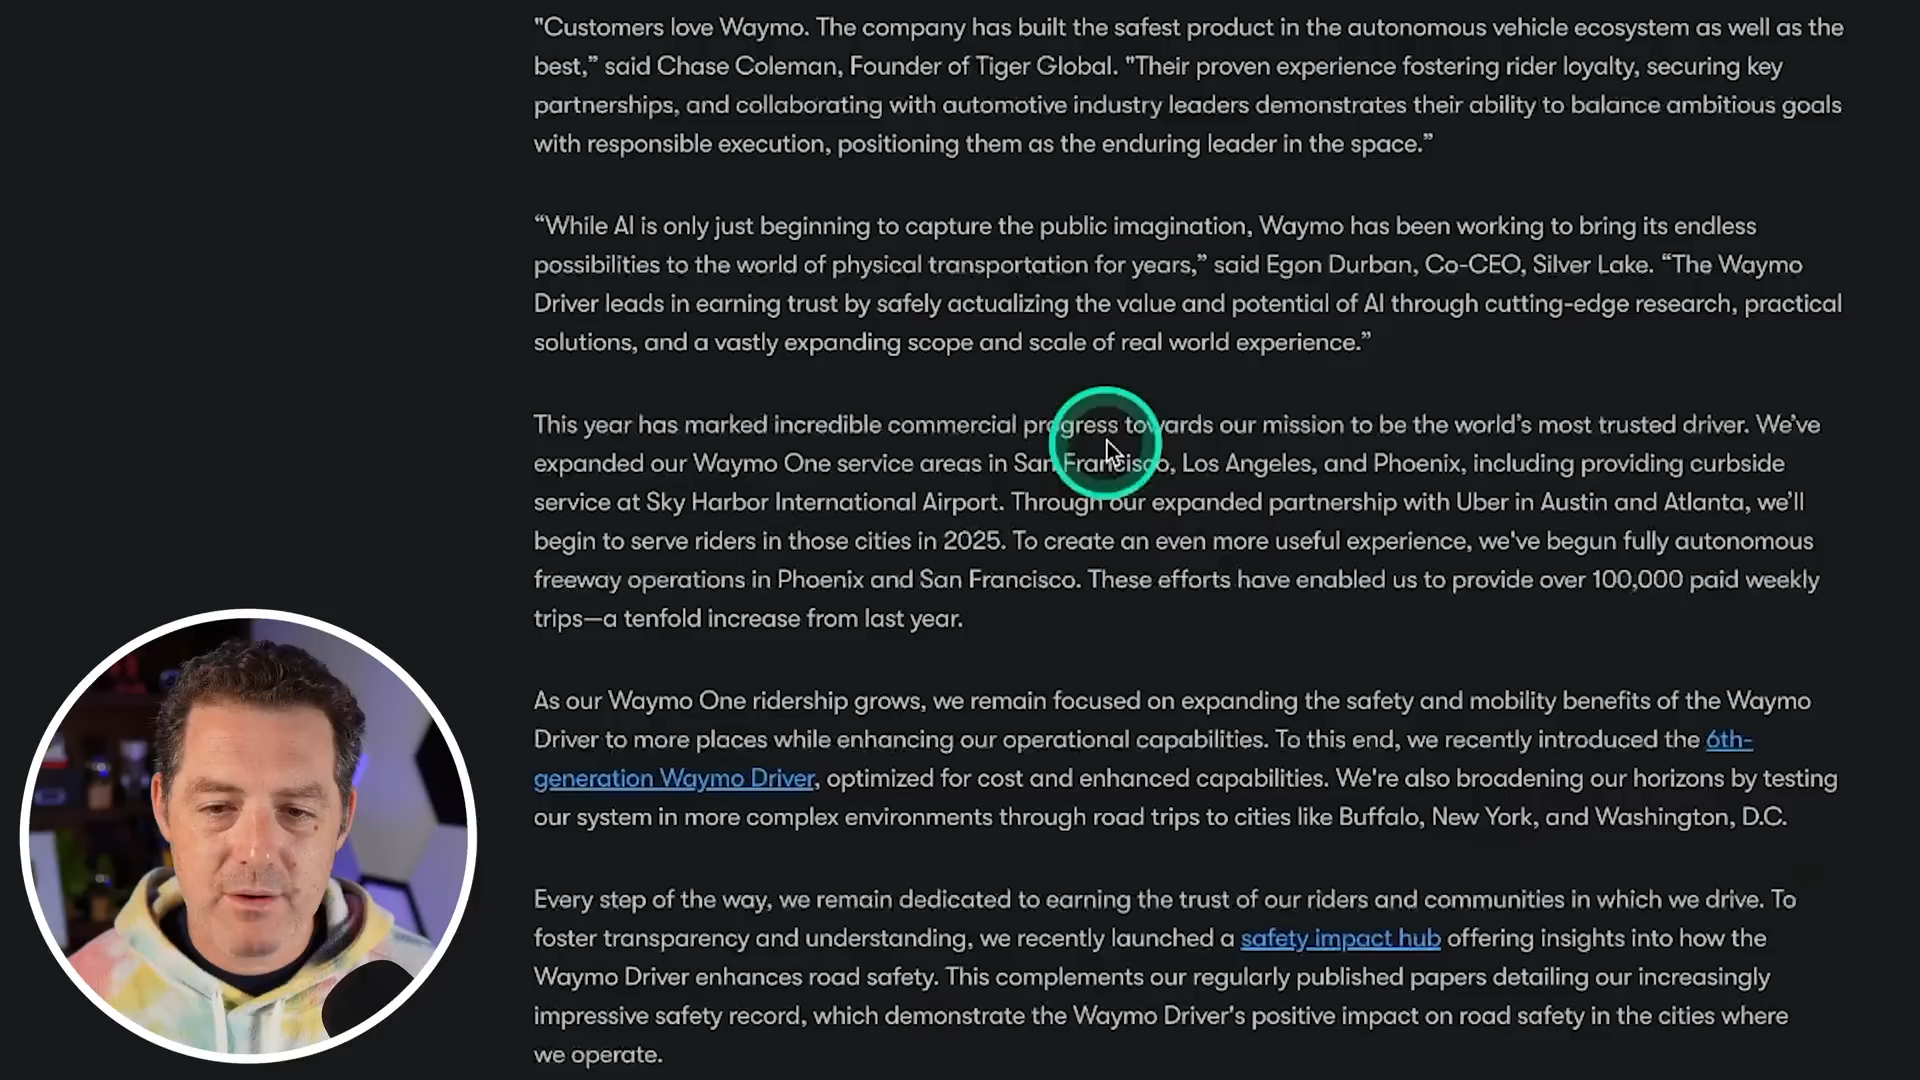 "Customers love Waymo. The company has built the safest product in the autonomous vehicle ecosystem as well as the
best,” said Chase Coleman, Founder of Tiger Global. "Their proven experience fostering rider loyalty, securing key
partnerships, and collaborating with automotive industry leaders demonstrates their ability to balance ambitious goals
with responsible execution, positioning them as the enduring leader in the space.”
“While AI is only just beginning to capture the public imagination, Waymo has been working to bring its endless
possibilities to the world of physical transportation for years,” said Egon Durban, Co-CEO, Silver Lake. “The Waymo
Driver leads in earning trust by safely actualizing the value and potential of AI through cutting-edge research, practical
solutions, and a vastly expanding scope and scale of real world experience.”
This year has marked incredible commercial progress towards our mission to be the world’s most trusted driver. We’ve
expanded our Waymo One service areas in San Francisco, Los Angeles, and Phoenix, including providing curbside
service at Sky Harbor International Airport. Through our expanded partnership with Uber in Austin and Atlanta, we’ll
begin to serve riders in those cities in 2025. To create an even more useful experience, we've begun fully autonomous
freeway operations in Phoenix and San Francisco. These efforts have enabled us to provide over 100,000 paid weekly
trips—a tenfold increase from last year.
As our Waymo One ridership grows, we remain focused on expanding the safety and mobility benefits of the Waymo
Driver to more places while enhancing our operational capabilities. To this end, we recently introduced the 6th-
generation Waymo Driver, optimized for cost and enhanced capabilities. We're also broadening our horizons by testing
our system in more complex environments through road trips to cities like Buffalo, New York, and Washington, D.C.
Every step of the way, we remain dedicated to earning the trust of our riders and communities in which we drive. To
foster transparency and understanding, we recently launched a safety impact hub offering insights into how the
Waymo Driver enhances road safety. This complements our regularly published papers detailing our increasingly
impressive safety record, which demonstrate the Waymo Driver's positive impact on road safety in the cities where
we operate.